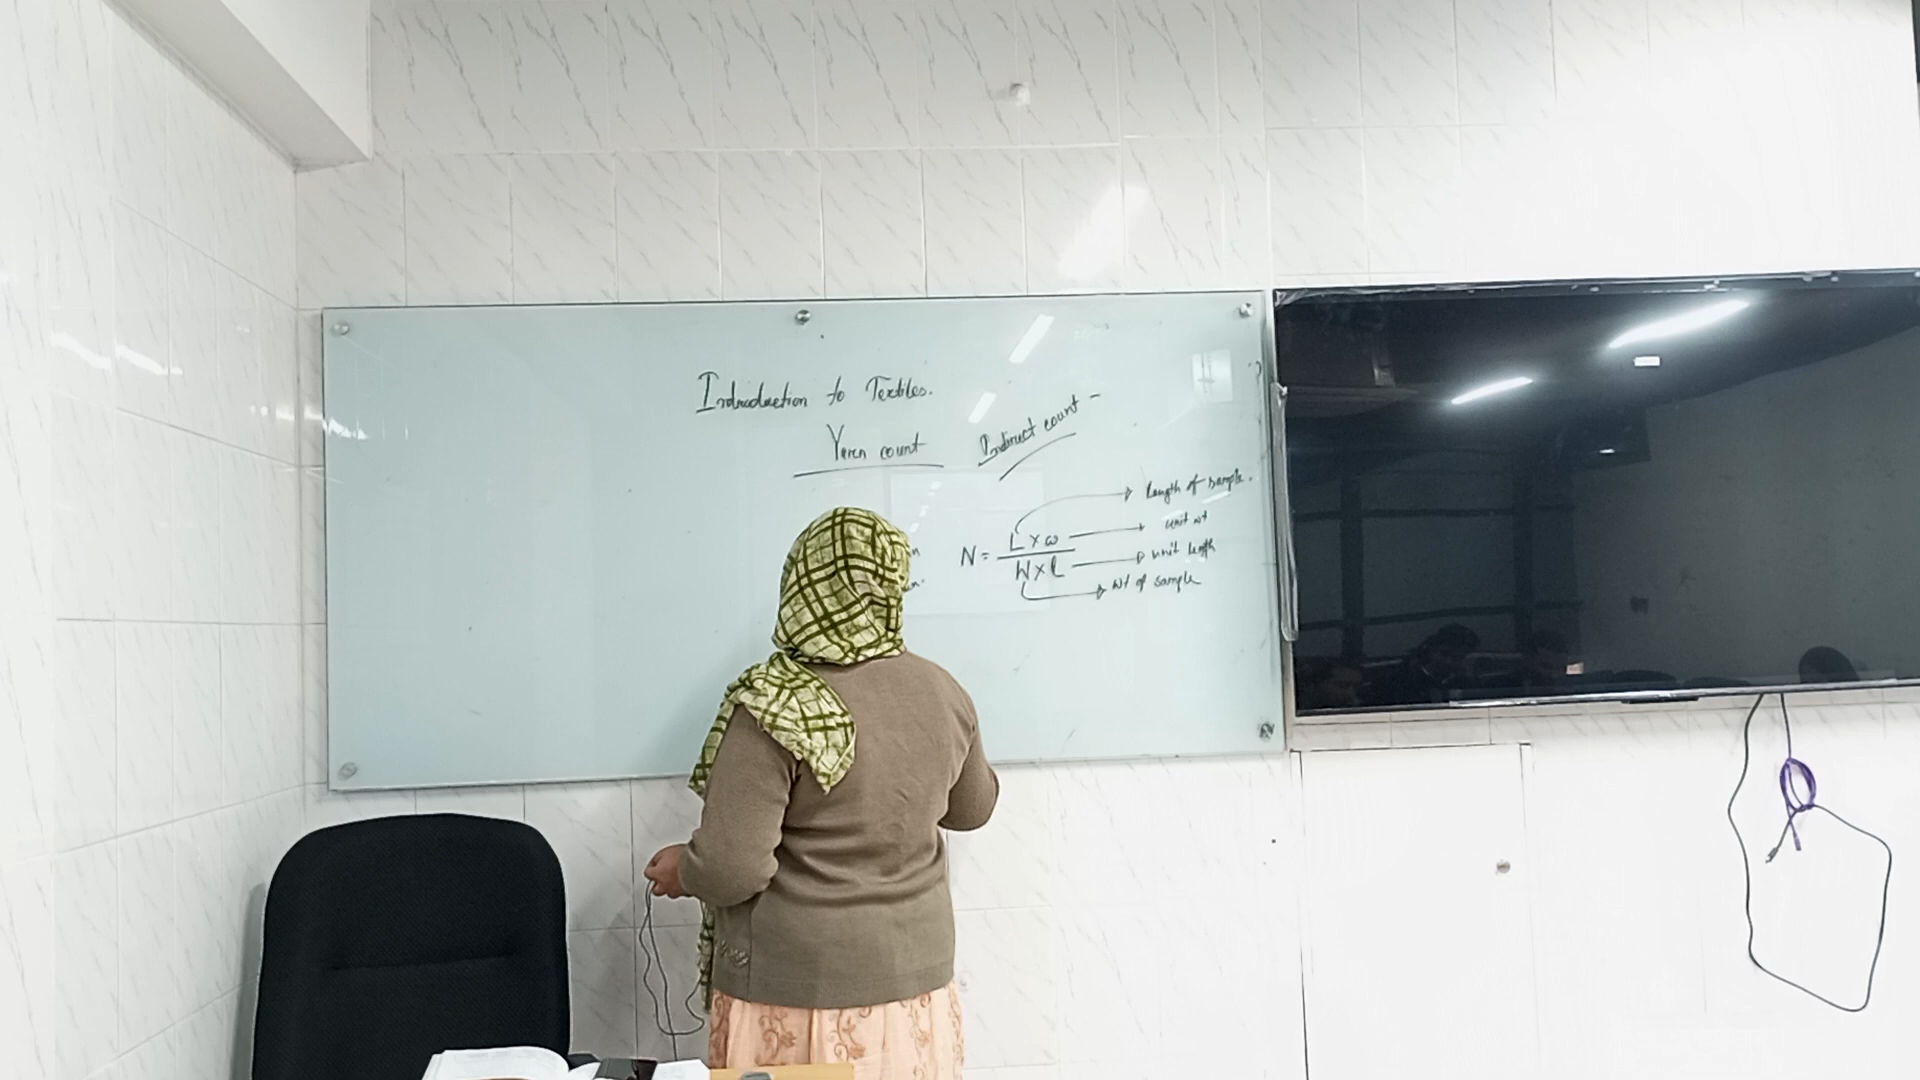 Introduction to Textiles.
Yarn count
Indirect count -
N = L x w / W x l
Length of sample.
unit wt
unit length
wt of sample